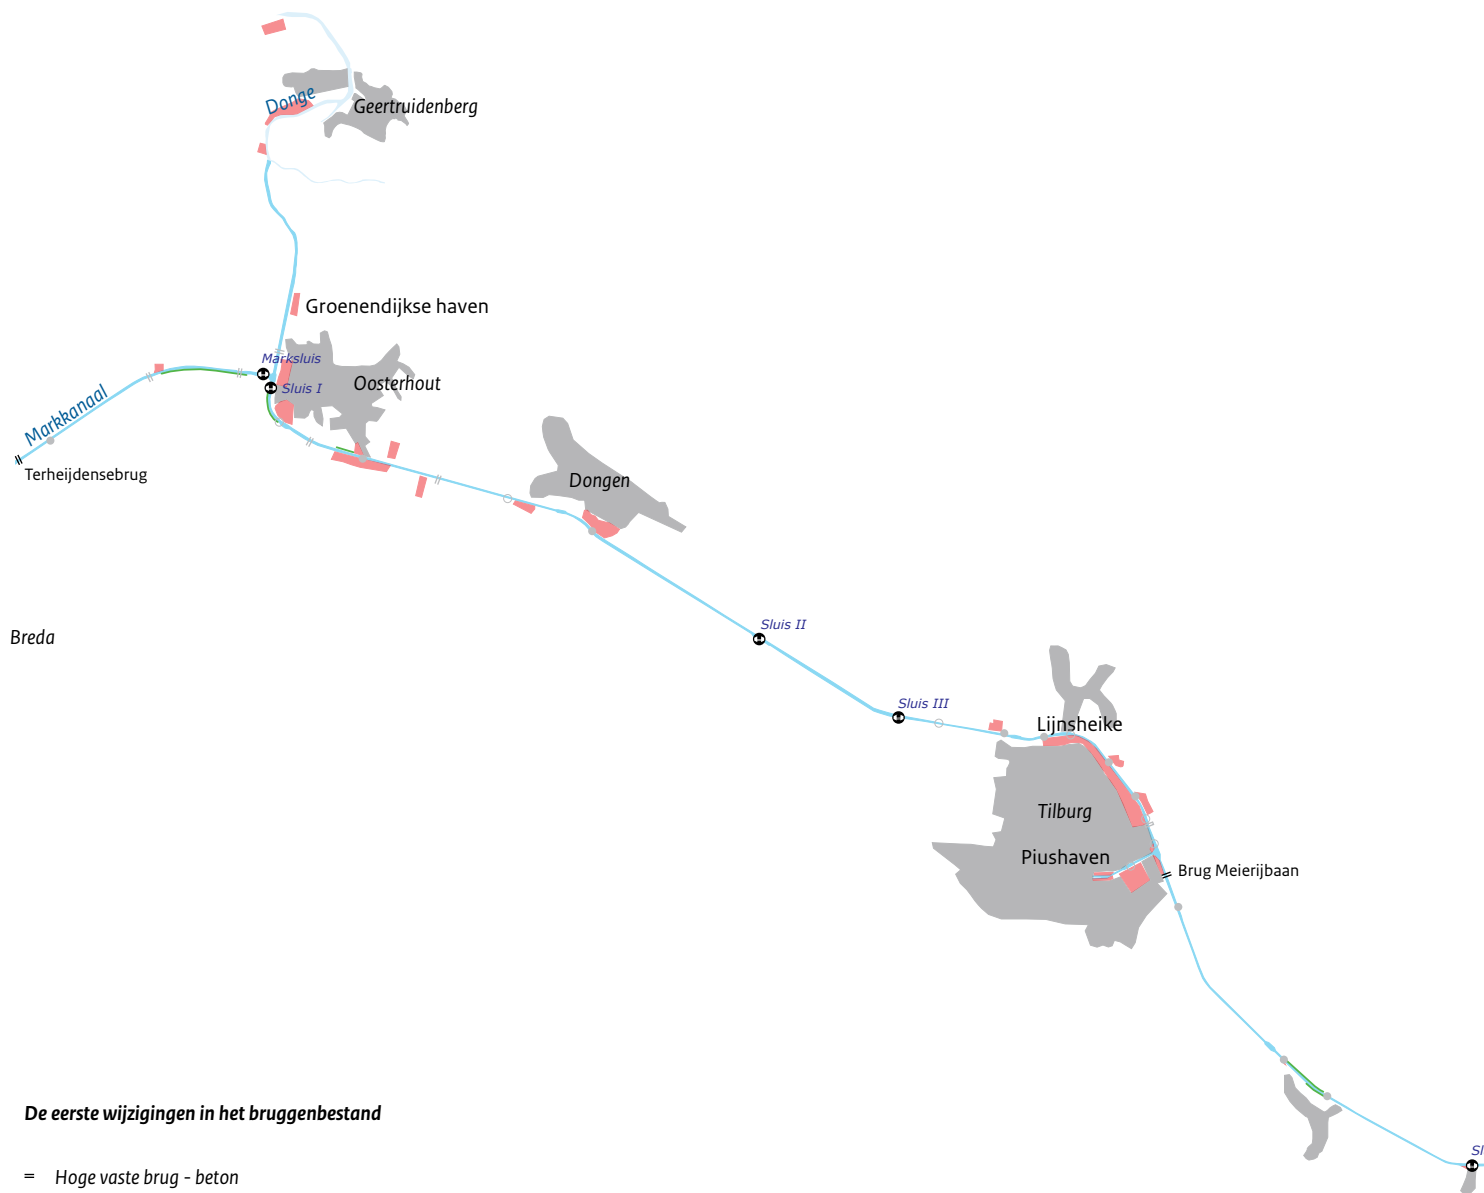 Donge
Geertruidenberg
Groenendijkse haven
Marksluis
Oosterhout
Sluis I
Markkanaal
Terheijdensebrug
Dongen
Sluis II
Breda
Sluis III
Lijnsheike
Tilburg
Piushaven
Brug Meierijbaan
De eerste wijzigingen in het bruggenbestand
Sl
= Hoge vaste brug - beton